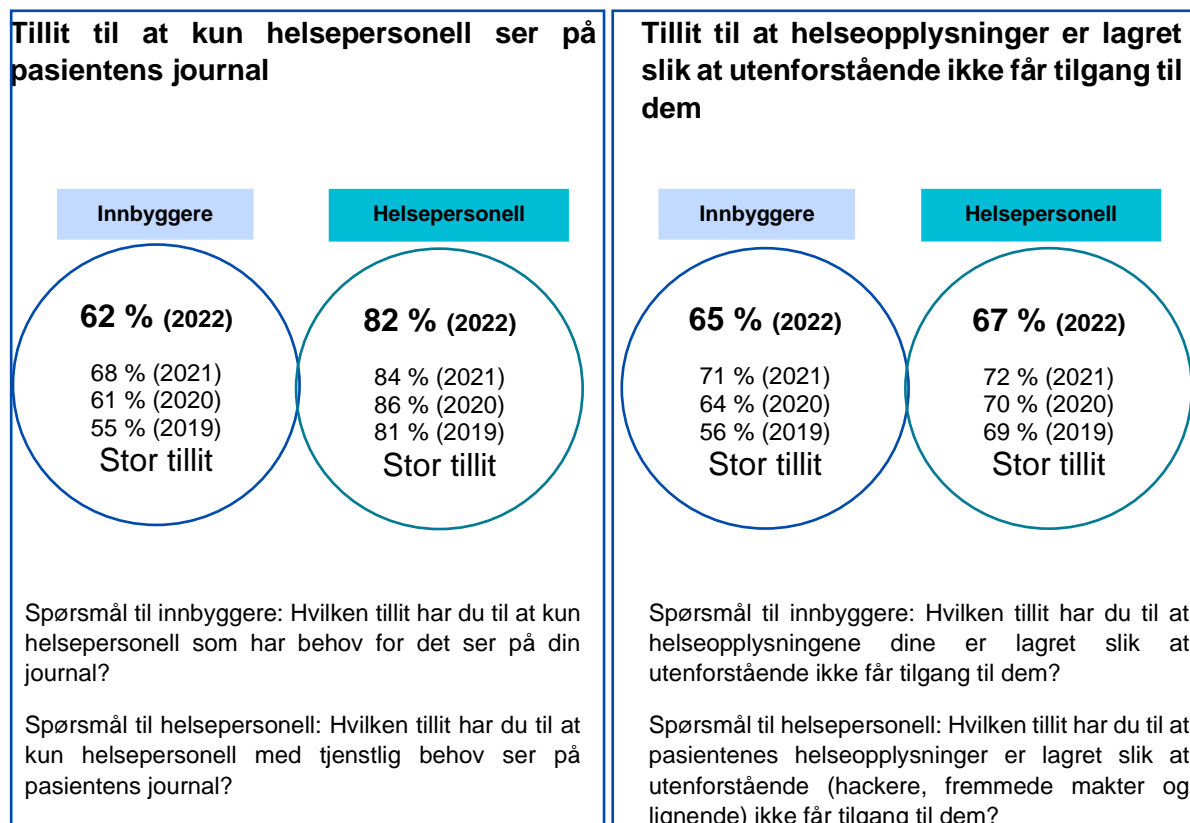 Tillit til at kun helsepersonell ser på
pasientens journal
Innbyggere
Helsepersonell
62 % (2022)
68 % (2021)
61 % (2020)
55 % (2019)
Stor tillit
82 % (2022)
84 % (2021)
86 % (2020)
81 % (2019)
Stor tillit
Spørsmål til innbyggere: Hvilken tillit har du til at kun
helsepersonell som har behov for det ser på din
journal?
Spørsmål til helsepersonell: Hvilken tillit har du til at
kun helsepersonell med tjenstlig behov ser på
pasientens journal?
Tillit til at helseopplysninger er lagret
slik at utenforstående ikke får tilgang til
dem
Innbyggere
Helsepersonell
65 % (2022)
71 % (2021)
64 % (2020)
56 % (2019)
Stor tillit
67 % (2022)
72 % (2021)
70 % (2020)
69 % (2019)
Stor tillit
Spørsmål til innbyggere: Hvilken tillit har du til at
helseopplysningene dine er lagret slik at
utenforstående ikke får tilgang til dem?
Spørsmål til helsepersonell: Hvilken tillit har du til at
pasientenes helseopplysninger er lagret slik at
utenforstående (hackere, fremmede makter og
lignende) ikke får tilgang til dem?